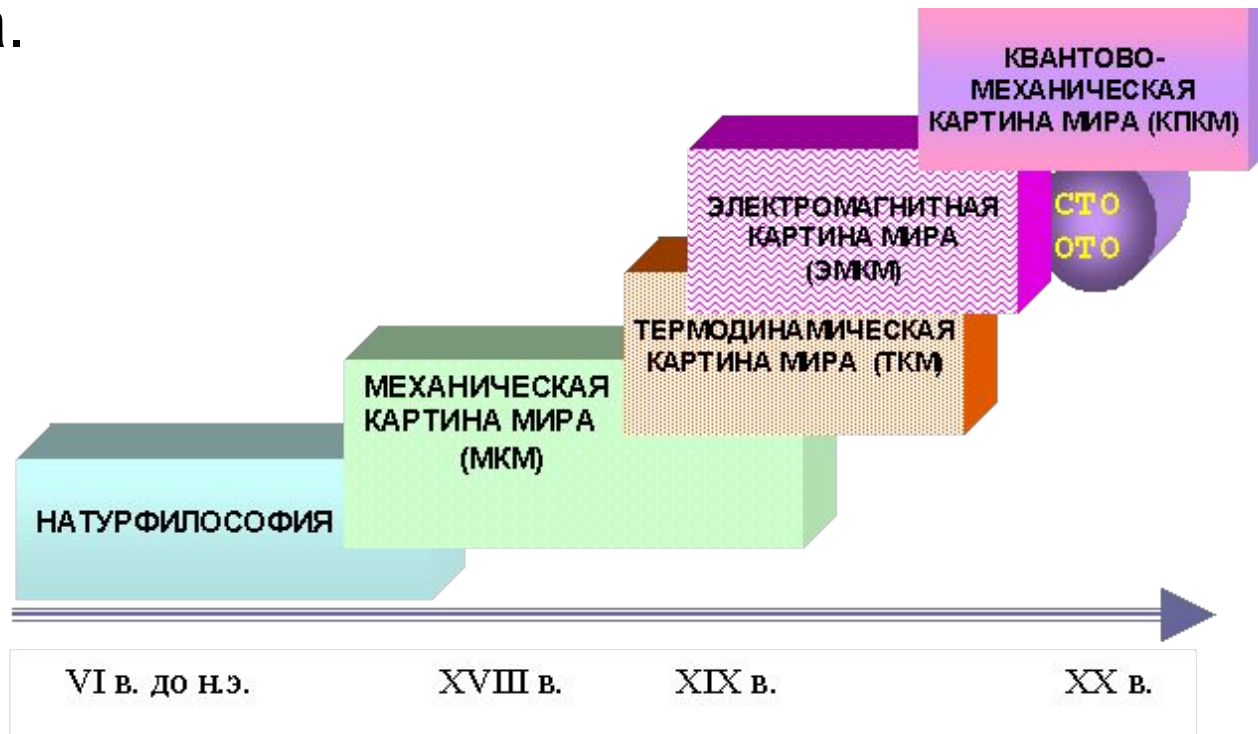 а.
КВАНТОВО-
МЕХАНИЧЕСКАЯ
КАРТИНА МИРА (КПКМ)
ЭЛЕКТРОМАГНИТНАЯ
КАРТИНА МИРА
(ЭМКМ)
СТО
ОТО
ТЕРМОДИНАМИЧЕСКАЯ
КАРТИНА МИРА (ТКМ)
МЕХАНИЧЕСКАЯ
КАРТИНА МИРА
(МКМ)
НАТУРФИЛОСОФИЯ
VI в. до н.э.
XVIII в.
XIX в.
XX в.